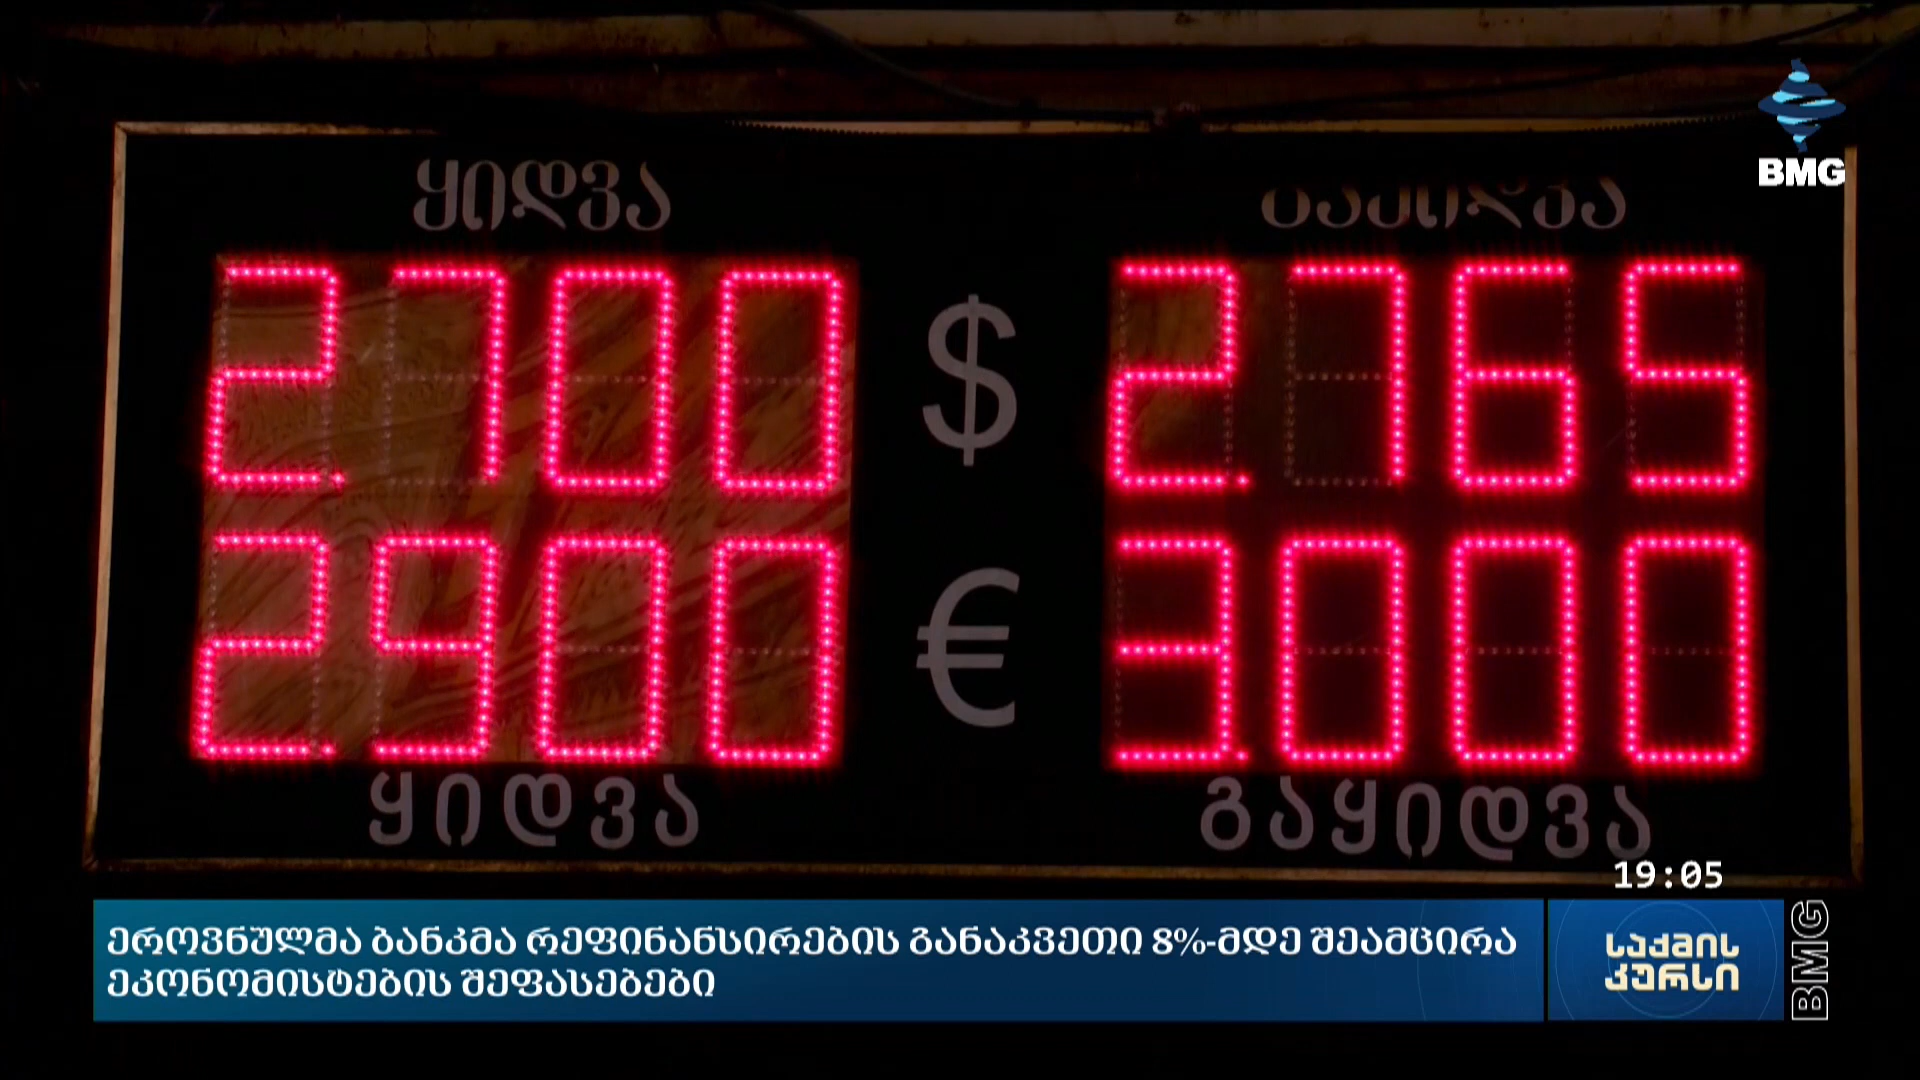 BMG
ყიდვა
გაყიდვა
2.700 $ 2.765
2.900 € 3.000
ყიდვა
გაყიდვა
19:05
ეროვნულმა ბანკმა რეფინანსირების განაკვეთი 8%-მდე შეამცირა
ეკონომისტების შეფასებები
საქმის
კურსი
BMG